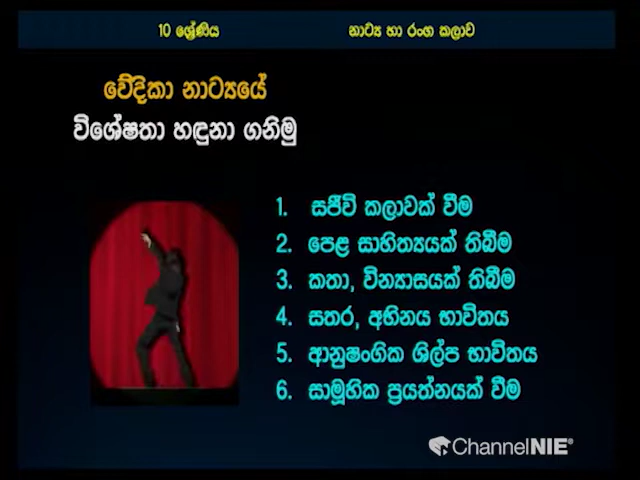 10 ශ්‍රේණිය නාට්‍ය හා රංග කලාව
වේදිකා නාට්‍යයේ
විශේෂතා හඳුනා ගනිමු
1. සජීවි කලාවක් වීම
2. පෙළ සාහිත්‍යයක් තිබීම
3. කතා, වින්‍යාසයක් තිබීම
4. සතර, අභිනය භාවිතය
5. ආනුෂංගික ශිල්ප භාවිතය
6. සාමූහික ප්‍රයත්නයක් වීම
ChannelNIE®